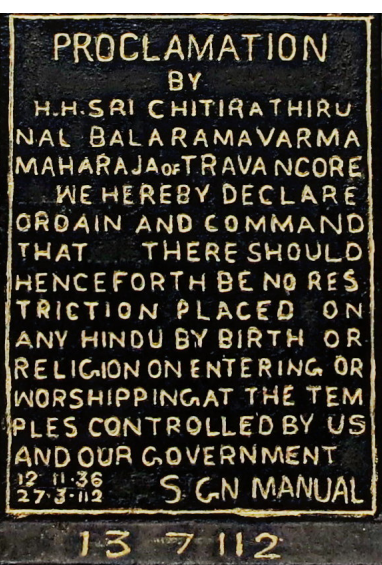 PROCLAMATION
BY
H.H.SRI CHITIRATHIRU
NAL BALARAMAVARMA
MAHARAJA OF TRAVANCORE
WE HEREBY DECLARE
ORDAIN AND COMMAND
THAT THERE SHOULD
HENCEFORTH BE NO RES
TRICTION PLACED ON
ANY HINDU BY BIRTH OR
RELIGION ON ENTERING OR
WORSHIPPING AT THE TEM
PLES CONTROLLED BY US
AND OUR GOVERNMENT
12-11-36
27-3-112 SIGN MANUAL
13 7 112